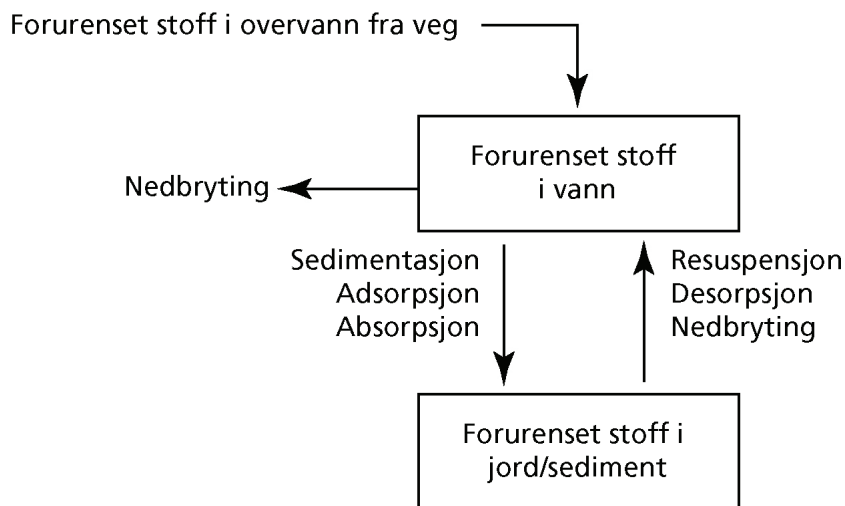 Forurenset stoff i overvann fra veg
Forurenset stoff
i vann
Nedbryting
Sedimentasjon
Adsorpsjon
Absorpsjon
Resuspensjon
Desorpsjon
Nedbryting
Forurenset stoff i
jord/sediment